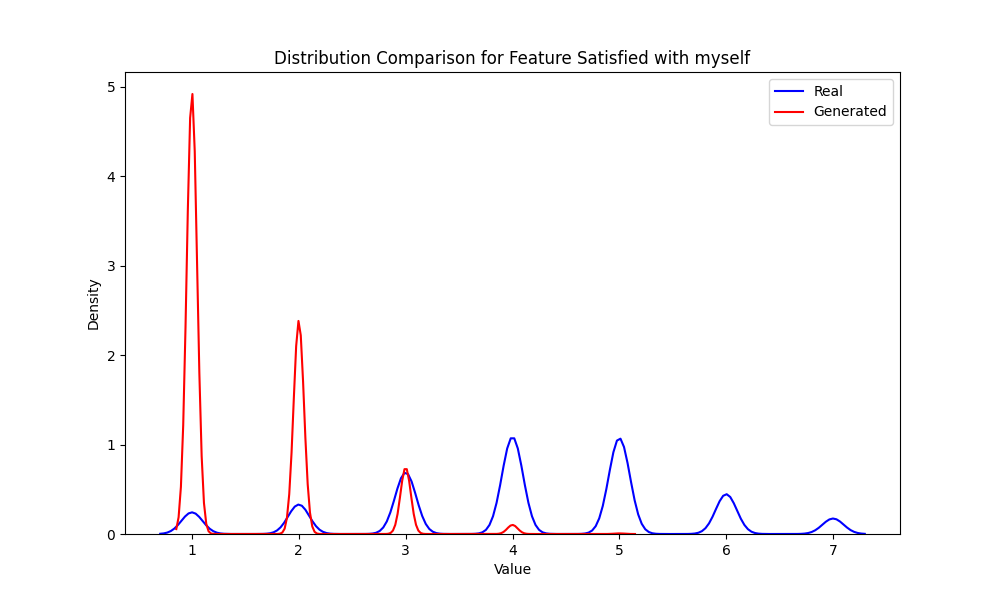 Distribution Comparison for Feature Satisfied with myself
Real
Generated
5
4
3
2
1
0
Density
1 2 3 4 5 6 7
Value